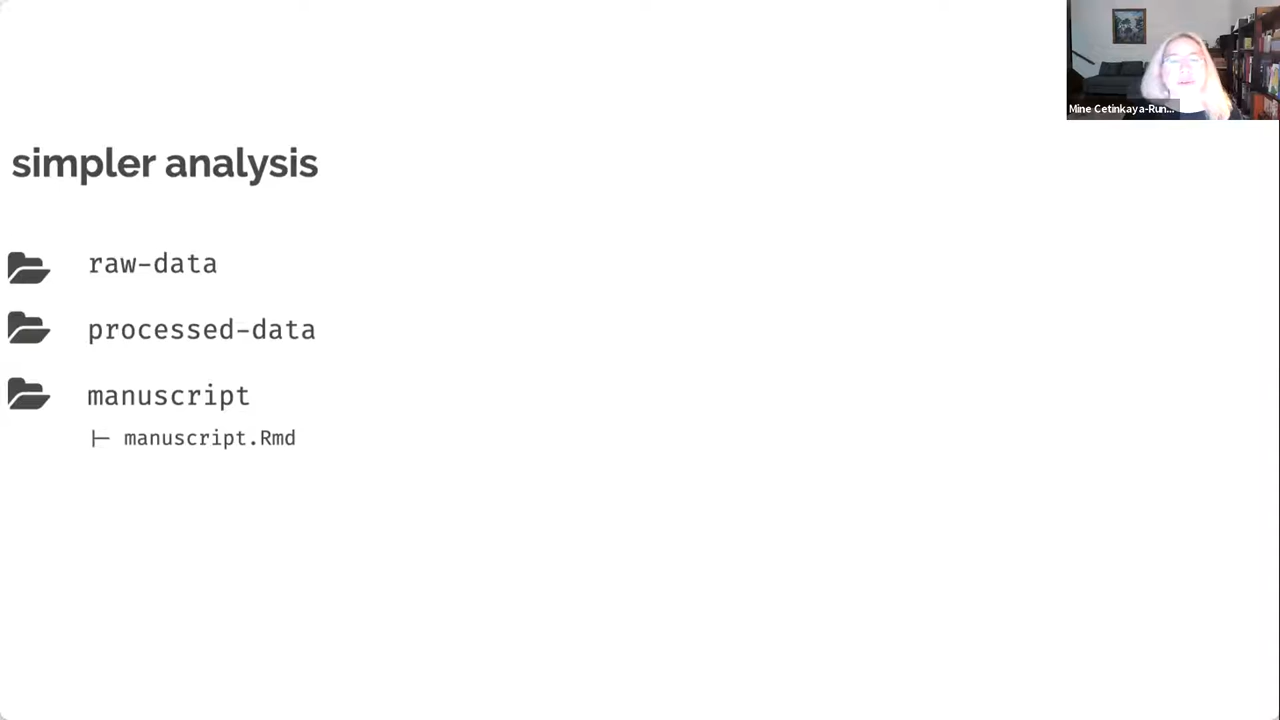 Mine Cetinkaya-Run...
simpler analysis
raw-data
processed-data
manuscript
manuscript.Rmd